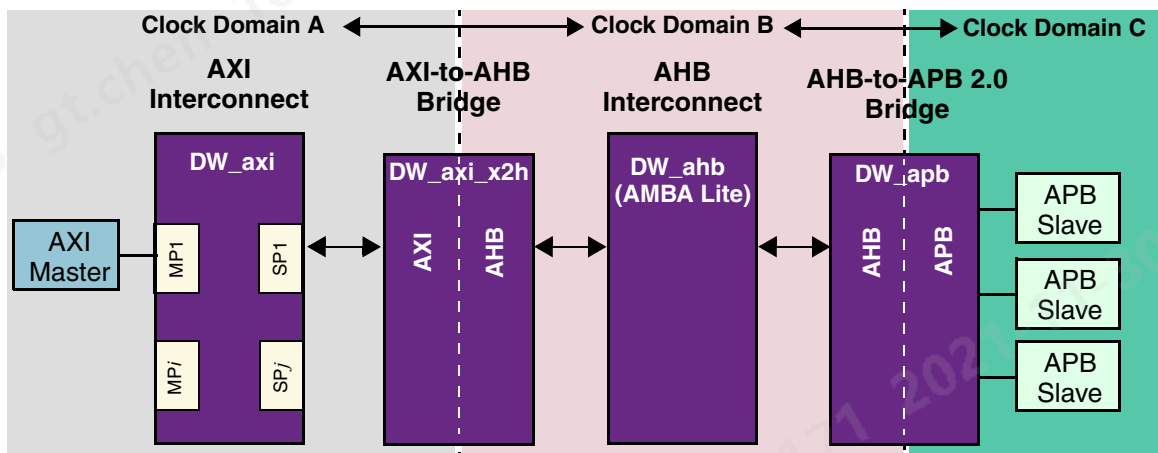 Clock Domain A
Clock Domain B
Clock Domain C
AXI
Interconnect
AXI-to-AHB
Bridge
AHB
Interconnect
AHB-to-APB 2.0
Bridge
DW_axi
DW_axi_x2h
DW_ahb
(AMBA Lite)
DW_apb
AXI
Master
MP1
SP1
MPi
SPj
AXI
AHB
AHB
APB
APB
Slave
APB
Slave
APB
Slave